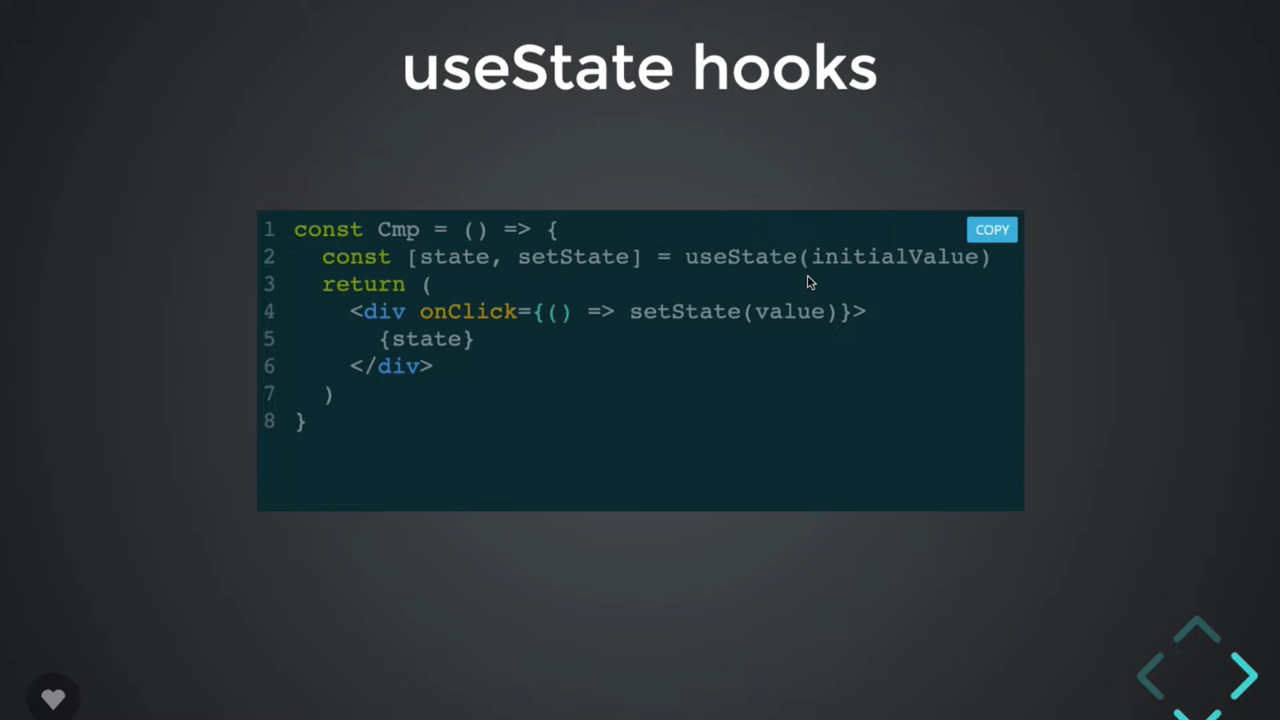 useState hooks
COPY
1 const Cmp = () => {
2   const [state, setState] = useState(initialValue)
3   return (
4     <div onClick={() => setState(value)}>
5       {state}
6     </div>
7   )
8 }